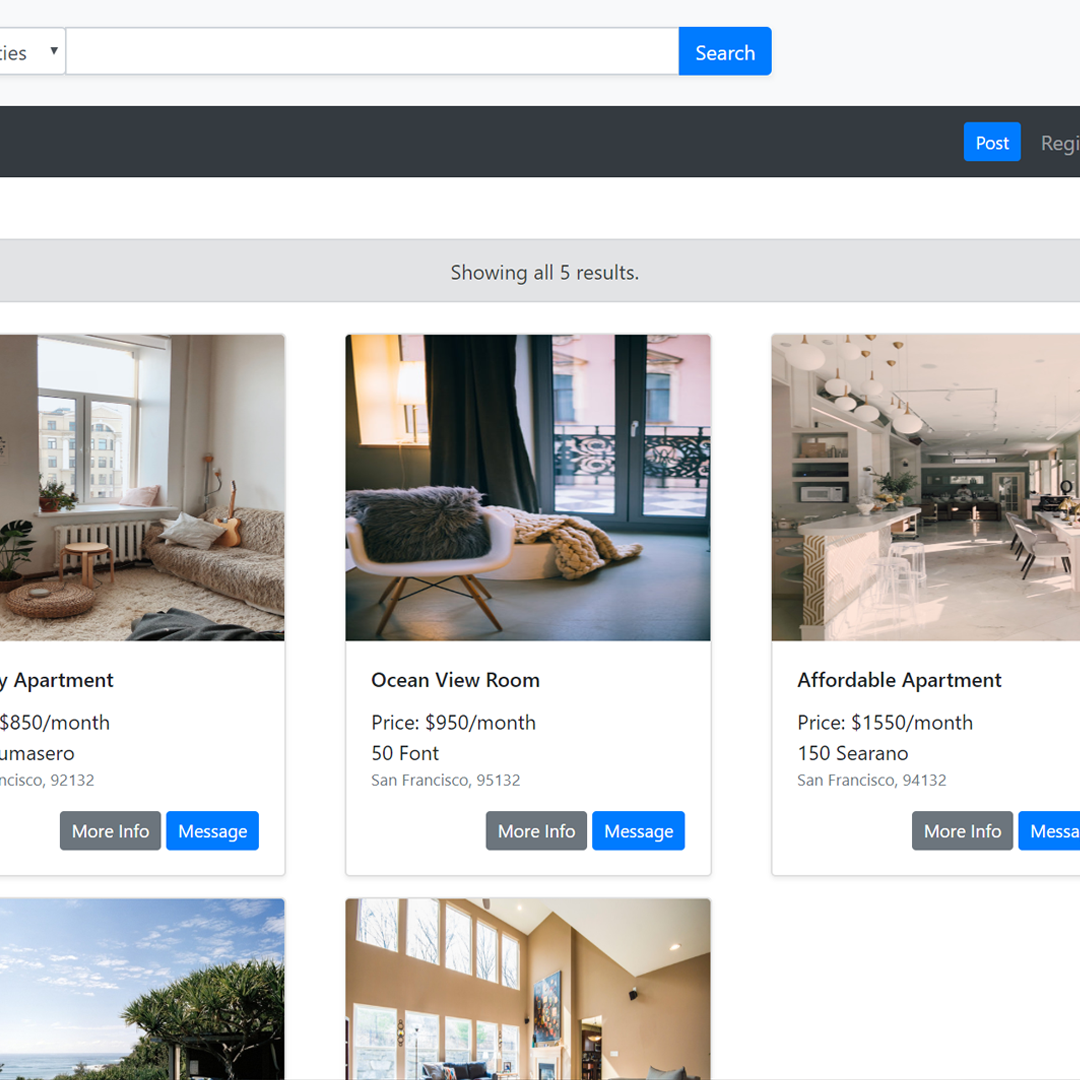 ties
Search
Post
Regi
Showing all 5 results.
y Apartment
$850/month
umasero
ncisco, 92132
More Info
Message
Ocean View Room
Price: $950/month
50 Font
San Francisco, 95132
More Info
Message
Affordable Apartment
Price: $1550/month
150 Searano
San Francisco, 94132
More Info
Messa